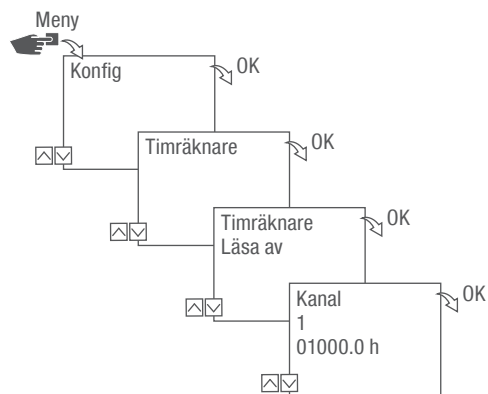 Meny
Konfig
OK
Timräknare
OK
Timräknare
Läsa av
OK
Kanal
1
01000.0 h
OK